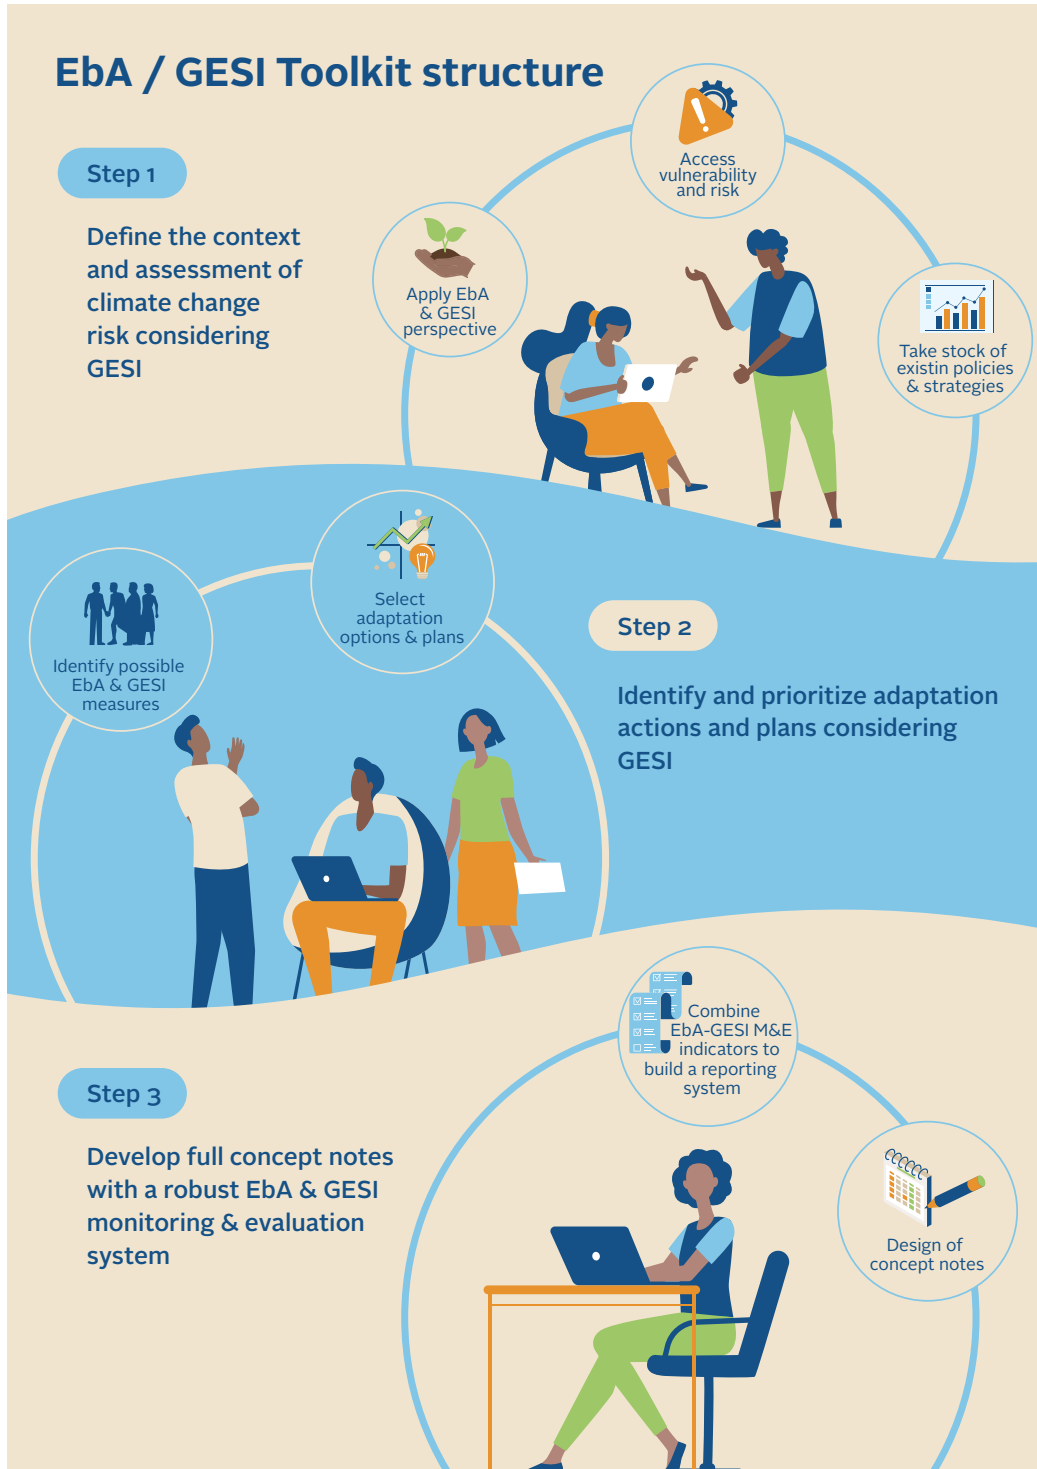 EbA / GESI Toolkit structure
Step 1
Define the context
and assessment of
climate change
risk considering
GESI
Apply EbA
& GESI
perspective
Access
vulnerability
and risk
Take stock of
existin policies
& strategies
Identify possible
EbA & GESI
measures
Select
adaptation
options & plans
Step 2
Identify and prioritize adaptation
actions and plans considering
GESI
Step 3
Develop full concept notes
with a robust EbA & GESI
monitoring & evaluation
system
Combine
EbA-GESI M&E
indicators to
build a reporting
system
Design of
concept notes